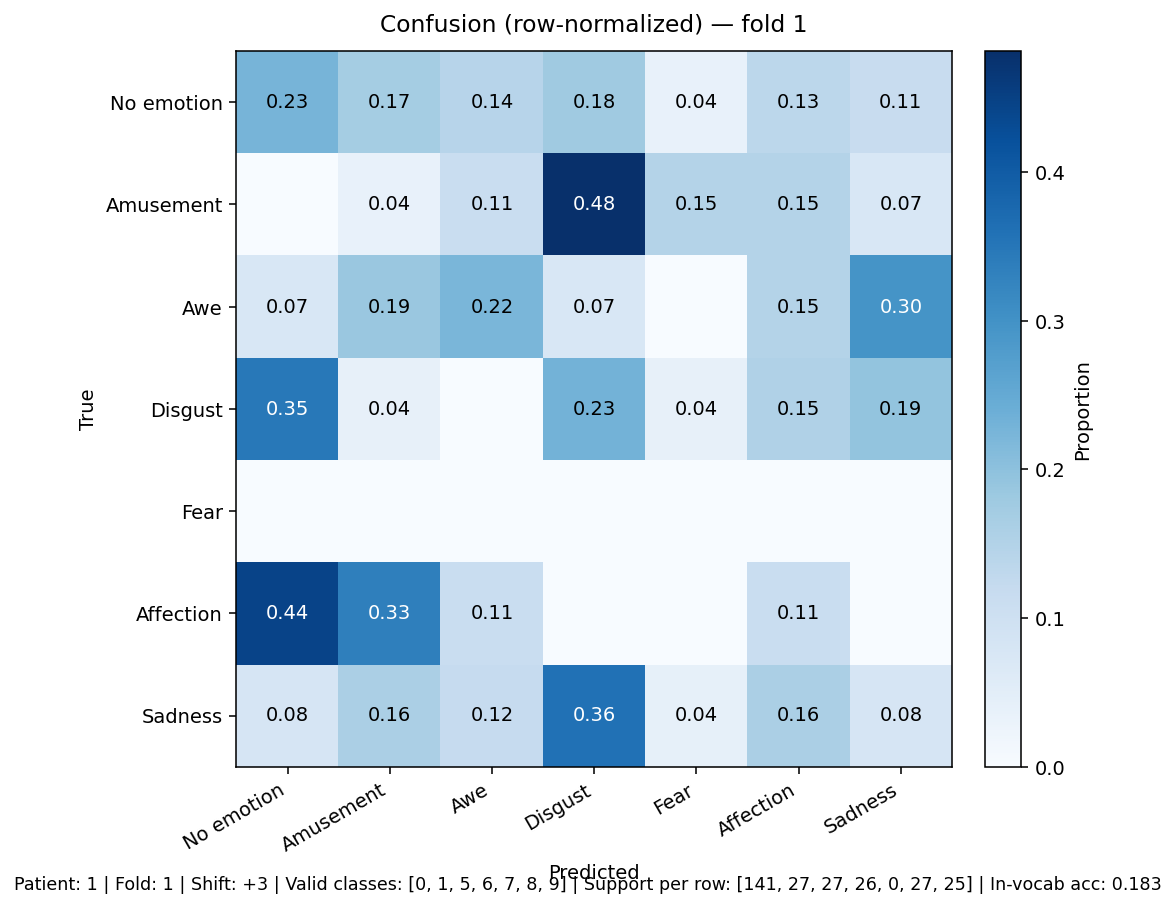 Confusion (row-normalized) — fold 1
No emotion 0.23 0.17 0.14 0.18 0.04 0.13 0.11
Amusement 0.04 0.11 0.48 0.15 0.15 0.07
Awe 0.07 0.19 0.22 0.07 0.15 0.30
Disgust 0.35 0.04 0.23 0.04 0.15 0.19
Fear
Affection 0.44 0.33 0.11 0.11
Sadness 0.08 0.16 0.12 0.36 0.04 0.16 0.08
True
No emotion Amusement Awe Disgust Fear Affection Sadness
Predicted
0.4
0.3
0.2
0.1
0.0
Proportion
Patient: 1 | Fold: 1 | Shift: +3 | Valid classes: [0, 1, 5, 6, 7, 8, 9] | Support per row: [141, 27, 27, 26, 0, 27, 25] | In-vocab acc: 0.183